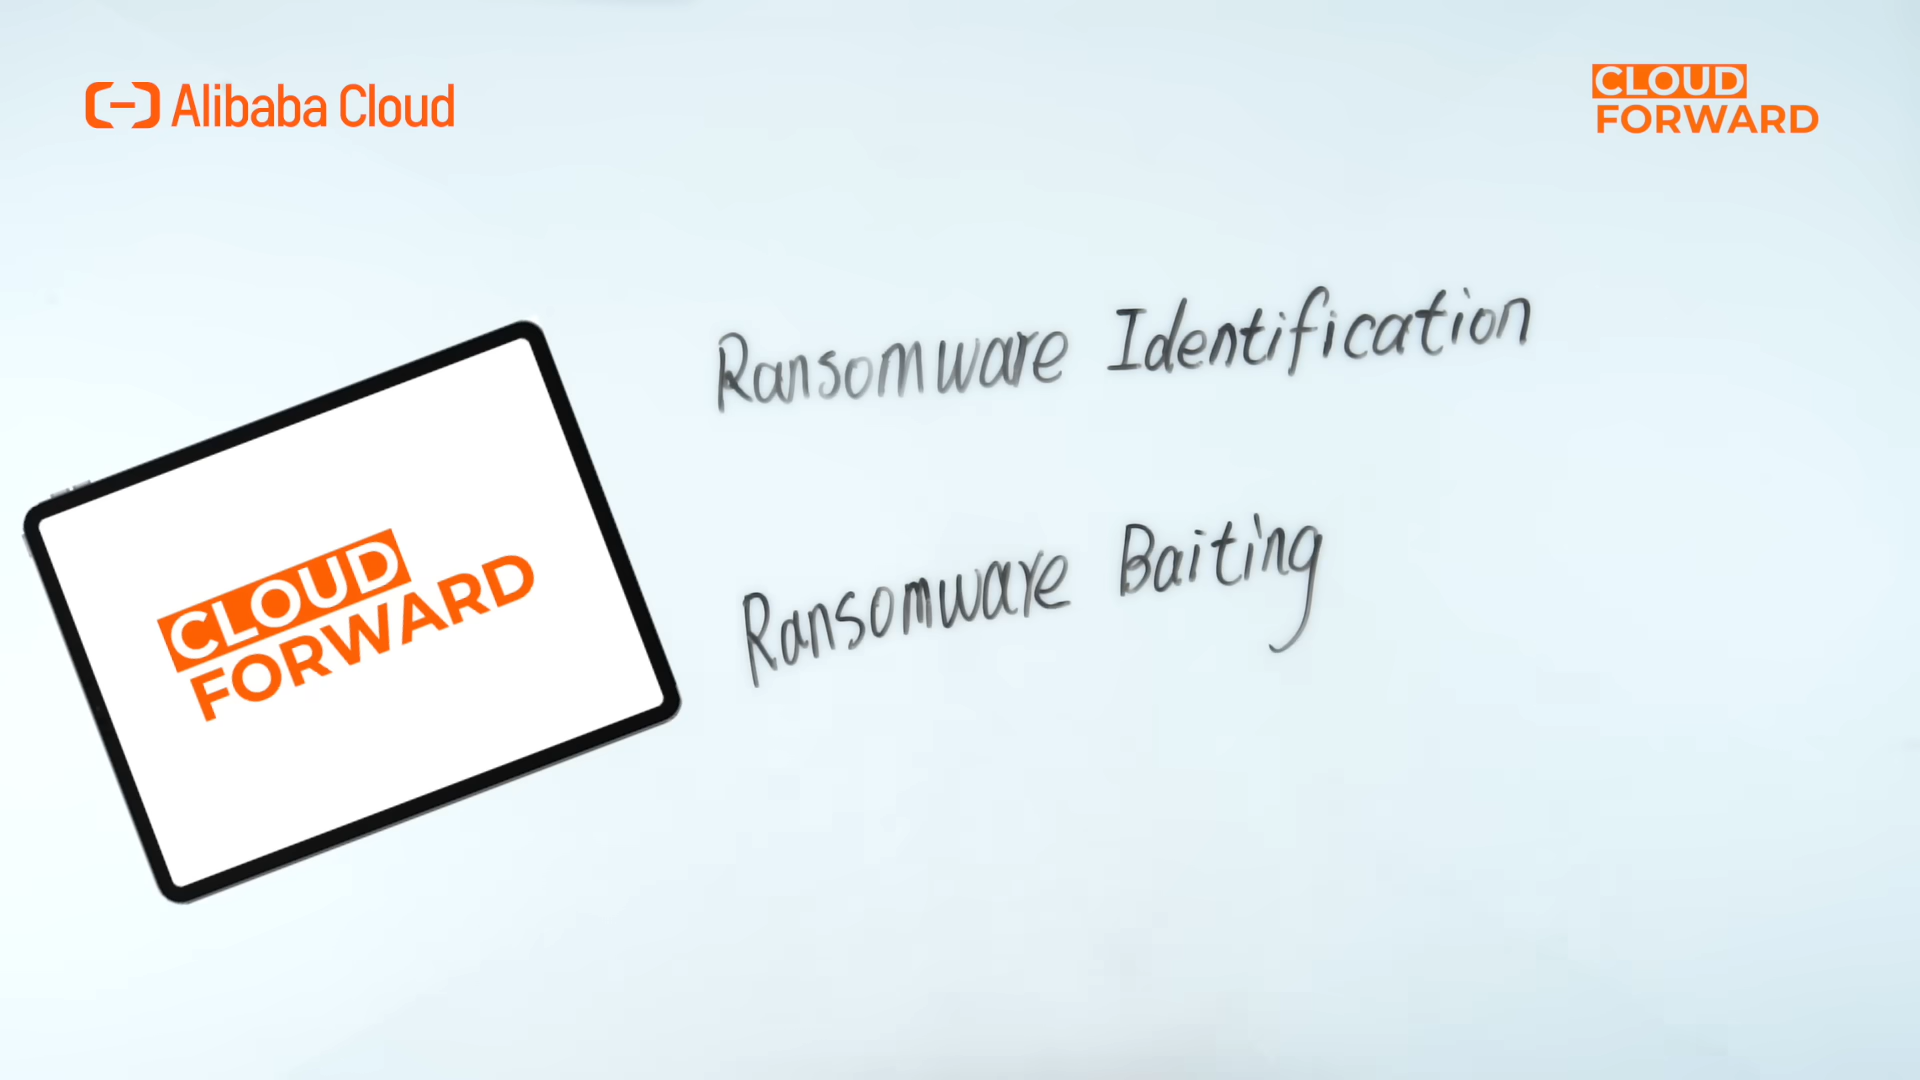 Alibaba Cloud
CLOUD
FORWARD
Ransomware Identification
Ransomware Baiting
CLOUD
FORWARD